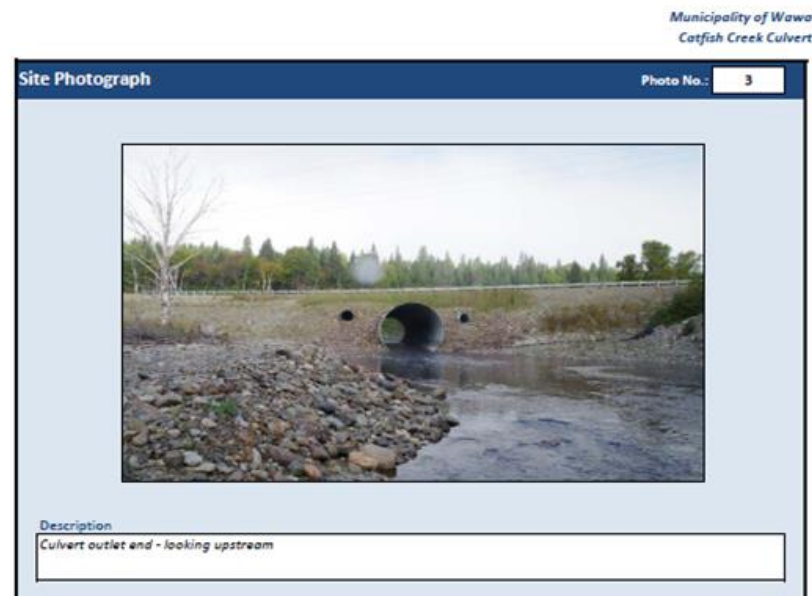 Municipality of Wawa
Catfish Creek Culvert
Site Photograph
Photo No.: 3
Description
Culvert outlet end - looking upstream